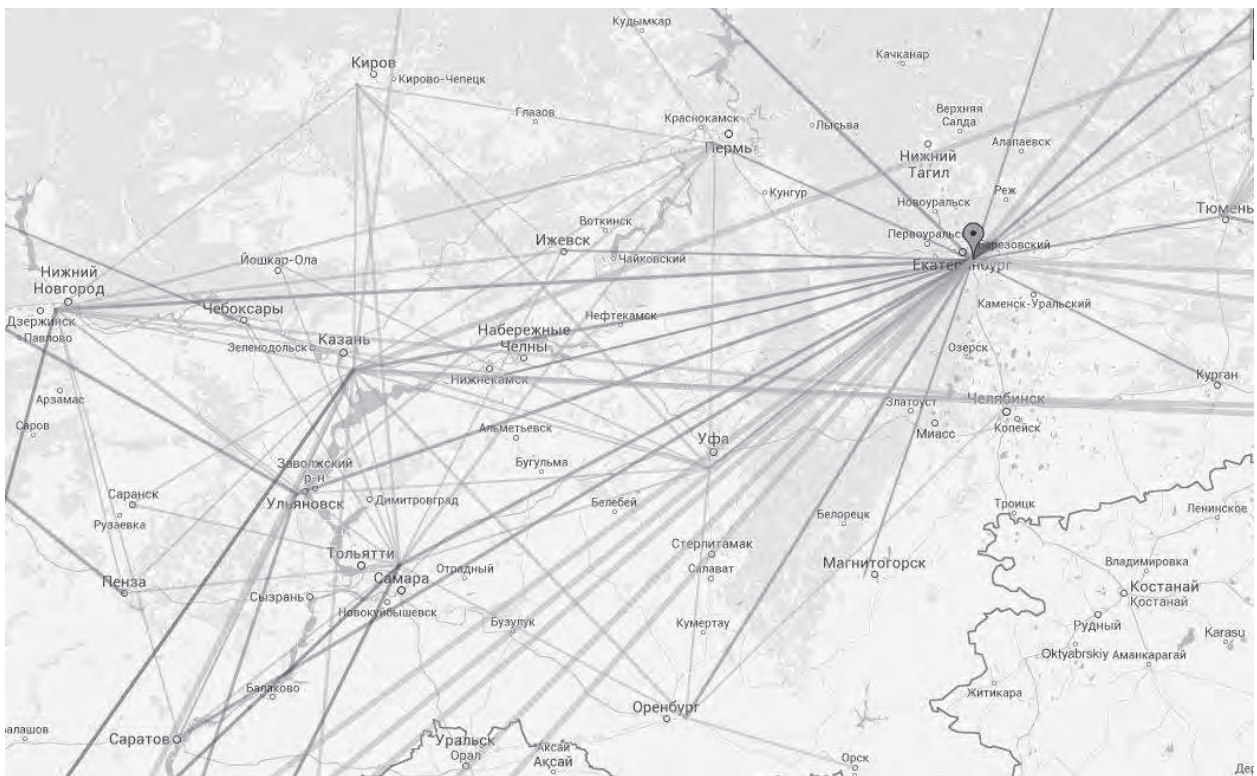 Кудымкар
Качканар
Киров
Кирово-Чепецк
Глазов
Краснокамск
Пермь
Лысьва
Верхняя
Салда
Нижний
Тагил
Алапаевск
Кунгур
Реж
Новоуральск
Тюмень
Воткинск
Ижевск
Чайковский
Первоуральск
Березовский
Екатеринбург
Йошкар-Ола
Нижний
Новгород
Дзержинск
Павлово
Чебоксары
Каменск-Уральский
Зеленодольск
Казань
Набережные
Челны
Нефтекамск
Нижнекамск
Озерск
Курган
Арзамас
Саров
Златоуст
Челябинск
Миасс
Копейск
Альметьевск
Уфа
Бугульма
Заволжский
р-н
Ульяновск
Димитровград
Саранск
Рузаевка
Белебей
Белорецк
Троицк
Ленинское
Тольятти
Самара
Отрадный
Стерлитамак
Салават
Магнитогорск
Владимировка
Костанай
Қостанай
Пенза
Сызрань
Новокуйбышевск
Бузулук
Кумертау
Рудный
Karasu
Oktyabrskiy
Аманкарагай
Житикара
Балаково
Оренбург
Саратов
Уральск
Орал
Аксай
Ақсай
Орск